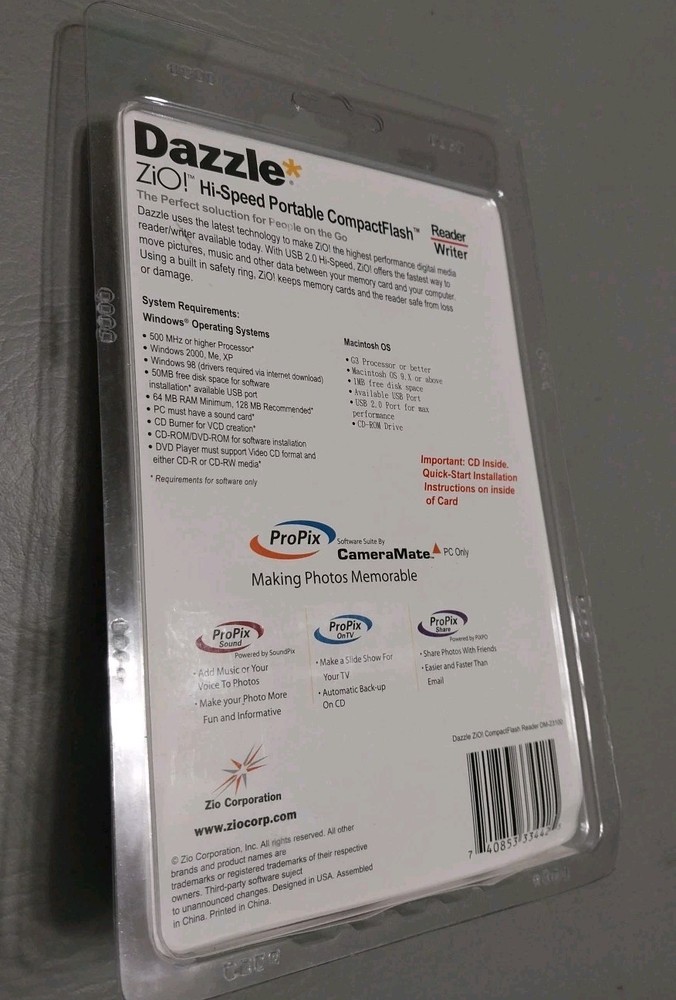 Dazzle*
ZiO!™ Hi-Speed Portable CompactFlash™ Reader Writer
The Perfect soluction for People on the Go
Dazzle uses the latest technology to make ZiO! the highest performance digital media
reader/writer available today. With USB 2.0 Hi-Speed, ZiO! offers the fastest way to
move pictures, music and other data between your memory card and your computer.
Using a built in safety ring, ZiO! keeps memory cards and the reader safe from loss
or damage.
System Requirements:
Windows® Operating Systems
• 500 MHz or higher Processor*
• Windows 2000, Me, XP
• Windows 98 (drivers required via internet download)
• 50MB free disk space for software
installation* available USB port
• 64 MB RAM Minimum, 128 MB Recommended*
• PC must have a sound card*
• CD Burner for VCD creation*
• CD-ROM/DVD-ROM for software installation
• DVD Player must support Video CD format and
either CD-R or CD-RW media*
* Requirements for software only
Macintosh OS
• G3 Processor or better
• Macintosh OS 9.X or above
• 1MB free disk space
• Available USB Port
• USB 2.0 Port for max
performance
• CD-ROM Drive
Important: CD Inside.
Quick-Start Installation
Instructions on inside
of Card
ProPix Software Suite By
CameraMate™ PC Only
Making Photos Memorable
ProPix
Sound
Powered by SoundPix
• Add Music or Your
Voice To Photos
• Make your Photo More
Fun and Informative
ProPix
OnTV
• Make a Slide Show For
Your TV
• Automatic Back-up
On CD
ProPix
Share
Powered by PiXPO
• Share Photos With Friends
• Easier and Faster Than
Email
Dazzle ZiO! CompactFlash Reader DM-23100
7 40853 33442
Zio Corporation
www.ziocorp.com
© Zio Corporation, Inc. All rights reserved. All other
brands and product names are
trademarks or registered trademarks of their respective
owners. Third-party software suject
to unannounced changes. Designed in USA. Assembled
in China. Printed in China.